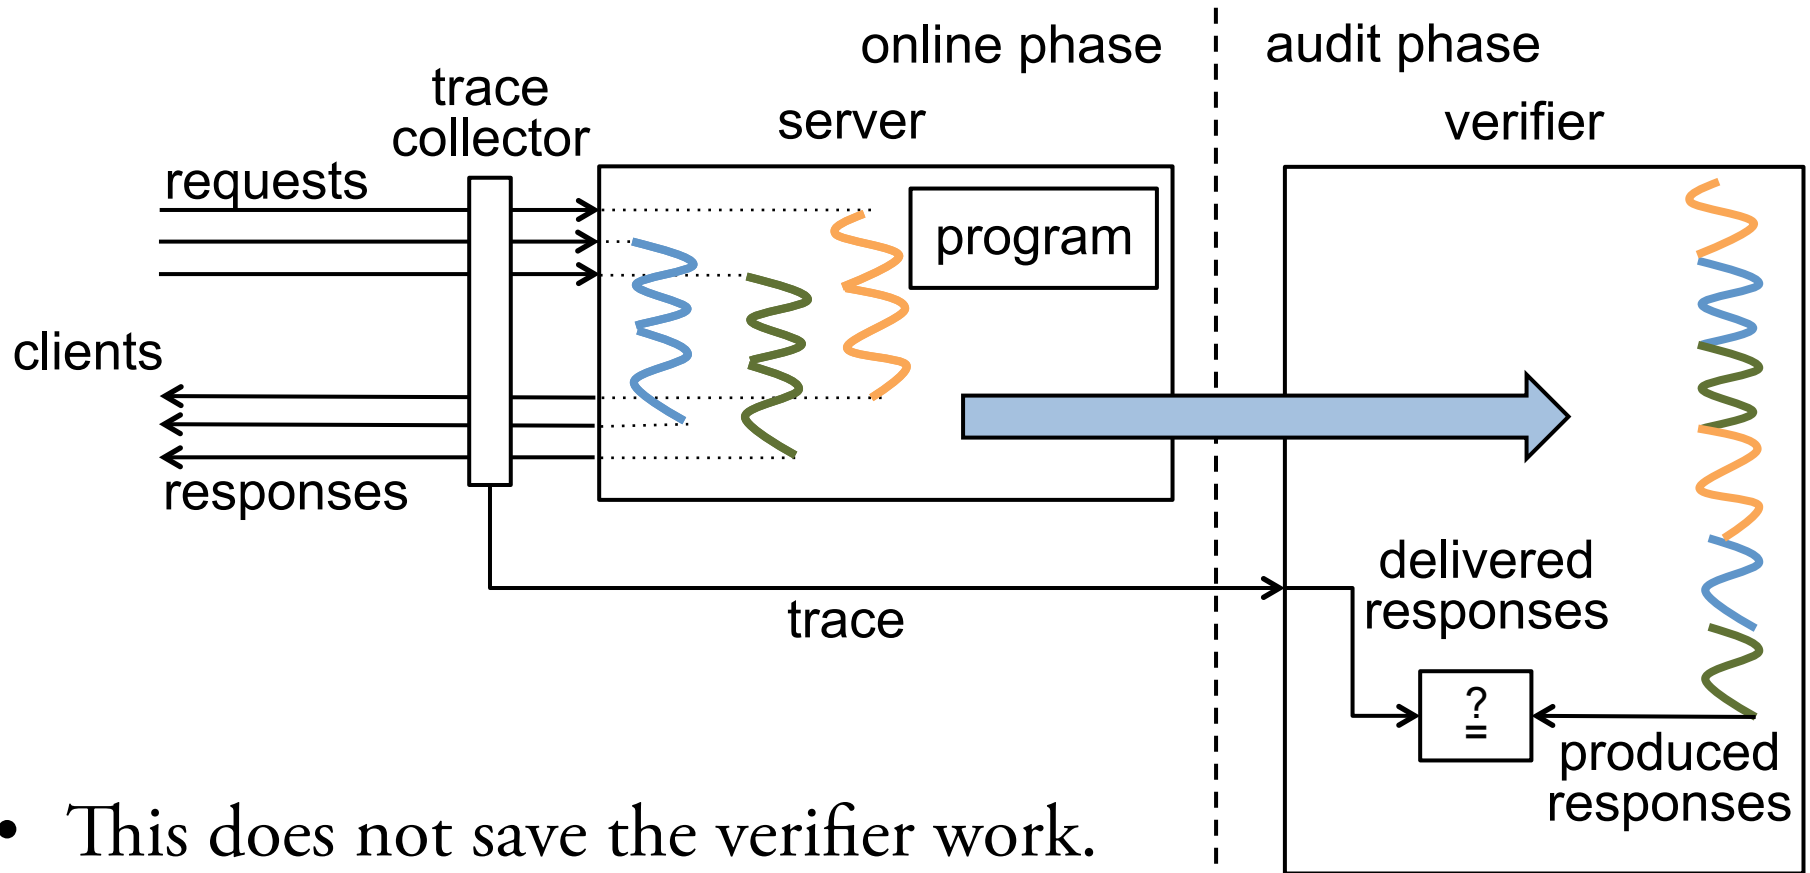 online phase
audit phase
trace
collector
server
verifier
requests
program
clients
responses
trace
delivered
responses
?
=
produced
responses
• This does not save the verifier work.